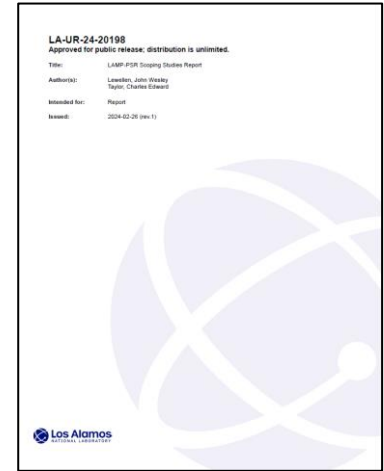 LA-UR-24-20198
Approved for public release; distribution is unlimited.
Title: LAMP-PSR Scoping Studies Report
Author(s): Lewellen, John Wesley
Taylor, Charles Edward
Intended for: Report
Issued: 2024-02-26 (rev.1)
Los Alamos
NATIONAL LABORATORY